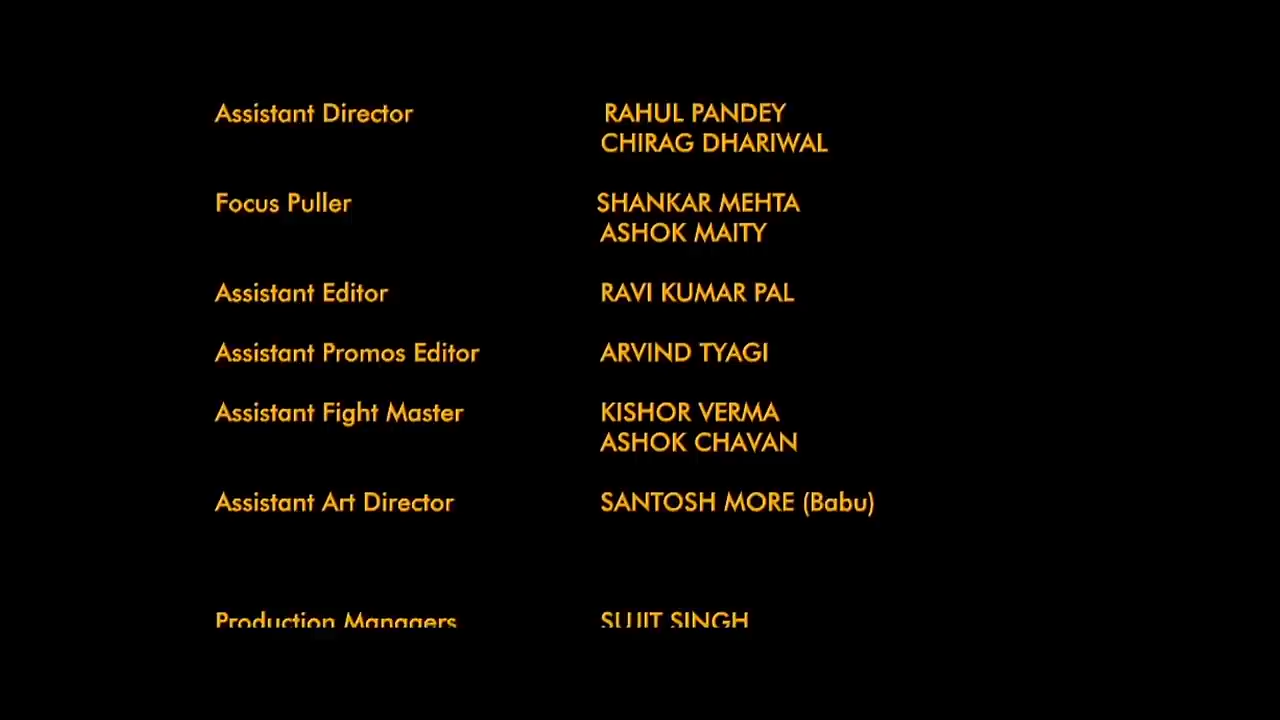 Assistant Director RAHUL PANDEY
CHIRAG DHARIWAL
Focus Puller SHANKAR MEHTA
ASHOK MAITY
Assistant Editor RAVI KUMAR PAL
Assistant Promos Editor ARVIND TYAGI
Assistant Fight Master KISHOR VERMA
ASHOK CHAVAN
Assistant Art Director SANTOSH MORE (Babu)
Production Managers SUJIT SINGH